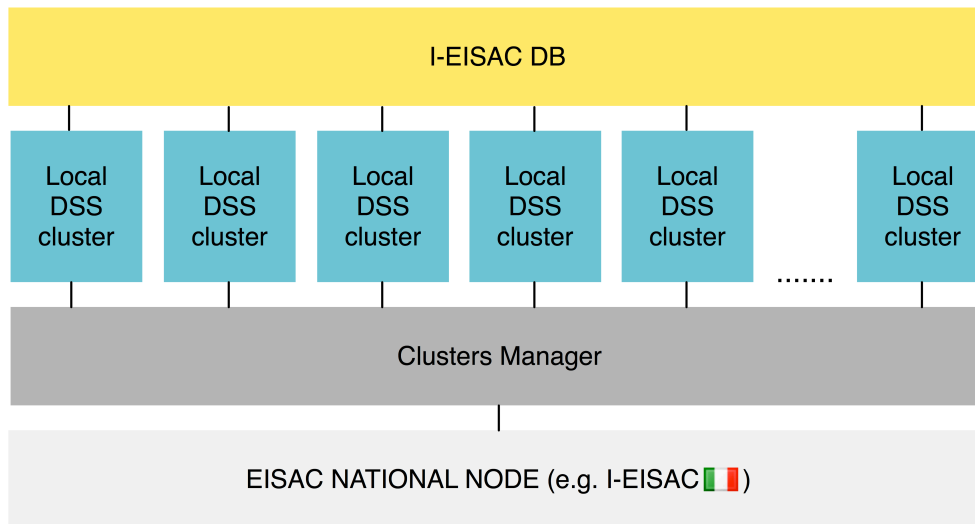 I-EISAC DB
Local
DSS
cluster
Local
DSS
cluster
Local
DSS
cluster
Local
DSS
cluster
Local
DSS
cluster
.......
Local
DSS
cluster
Clusters Manager
EISAC NATIONAL NODE (e.g. I-EISAC🇮🇹)